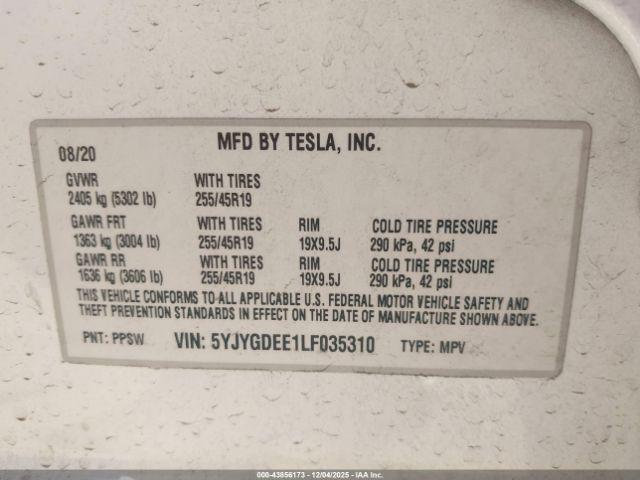 MFD BY TESLA, INC.
08/20
GVWR WITH TIRES
2405 kg (5302 lb) 255/45R19
GAWR FRT WITH TIRES RIM COLD TIRE PRESSURE
1363 kg (3004 lb) 255/45R19 19X9.5J 290 kPa, 42 psi
GAWR RR WITH TIRES RIM COLD TIRE PRESSURE
1636 kg (3606 lb) 255/45R19 19X9.5J 290 kPa, 42 psi
THIS VEHICLE CONFORMS TO ALL APPLICABLE U.S. FEDERAL MOTOR VEHICLE SAFETY AND
THEFT PREVENTION STANDARDS IN EFFECT ON THE DATE OF MANUFACTURE SHOWN ABOVE.
PNT: PPSW VIN: 5YJYGDEE1LF035310 TYPE: MPV
000-43856173 - 12/04/2025 - IAAI.COM